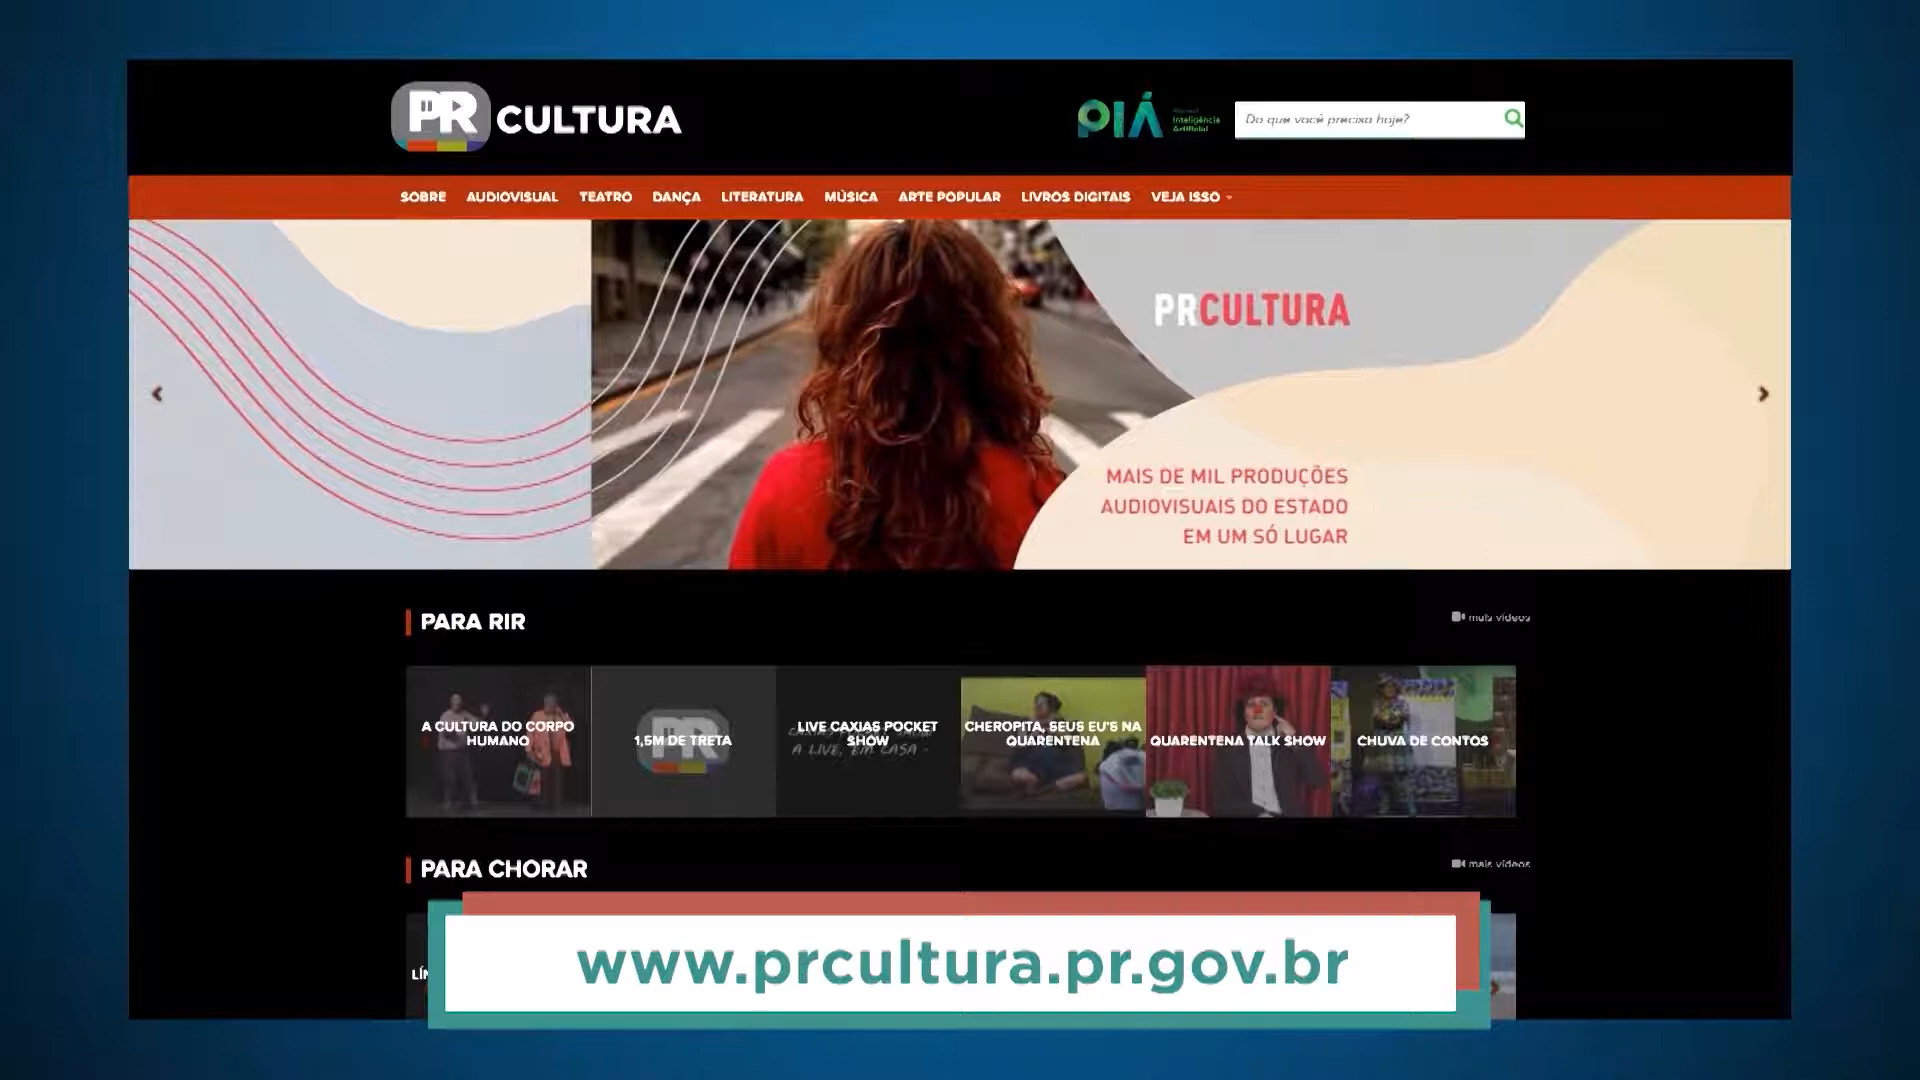 PR CULTURA
PIÁ
Inteligência
Artificial
Do que você precisa hoje?
SOBRE AUDIOVISUAL TEATRO DANÇA LITERATURA MÚSICA ARTE POPULAR LIVROS DIGITAIS VEJA ISSO
PRCULTURA
MAIS DE MIL PRODUÇÕES
AUDIOVISUAIS DO ESTADO
EM UM SÓ LUGAR
PARA RIR
mais vídeos
A CULTURA DO CORPO
HUMANO
1,5M DE TRETA
LIVE CAXIAS POCKET
SHOW
A LIVE, EM CASA -
CHEROPITA, SEUS EU'S NA
QUARENTENA
QUARENTENA TALK SHOW
CHUVA DE CONTOS
PARA CHORAR
mais vídeos
www.prcultura.pr.gov.br